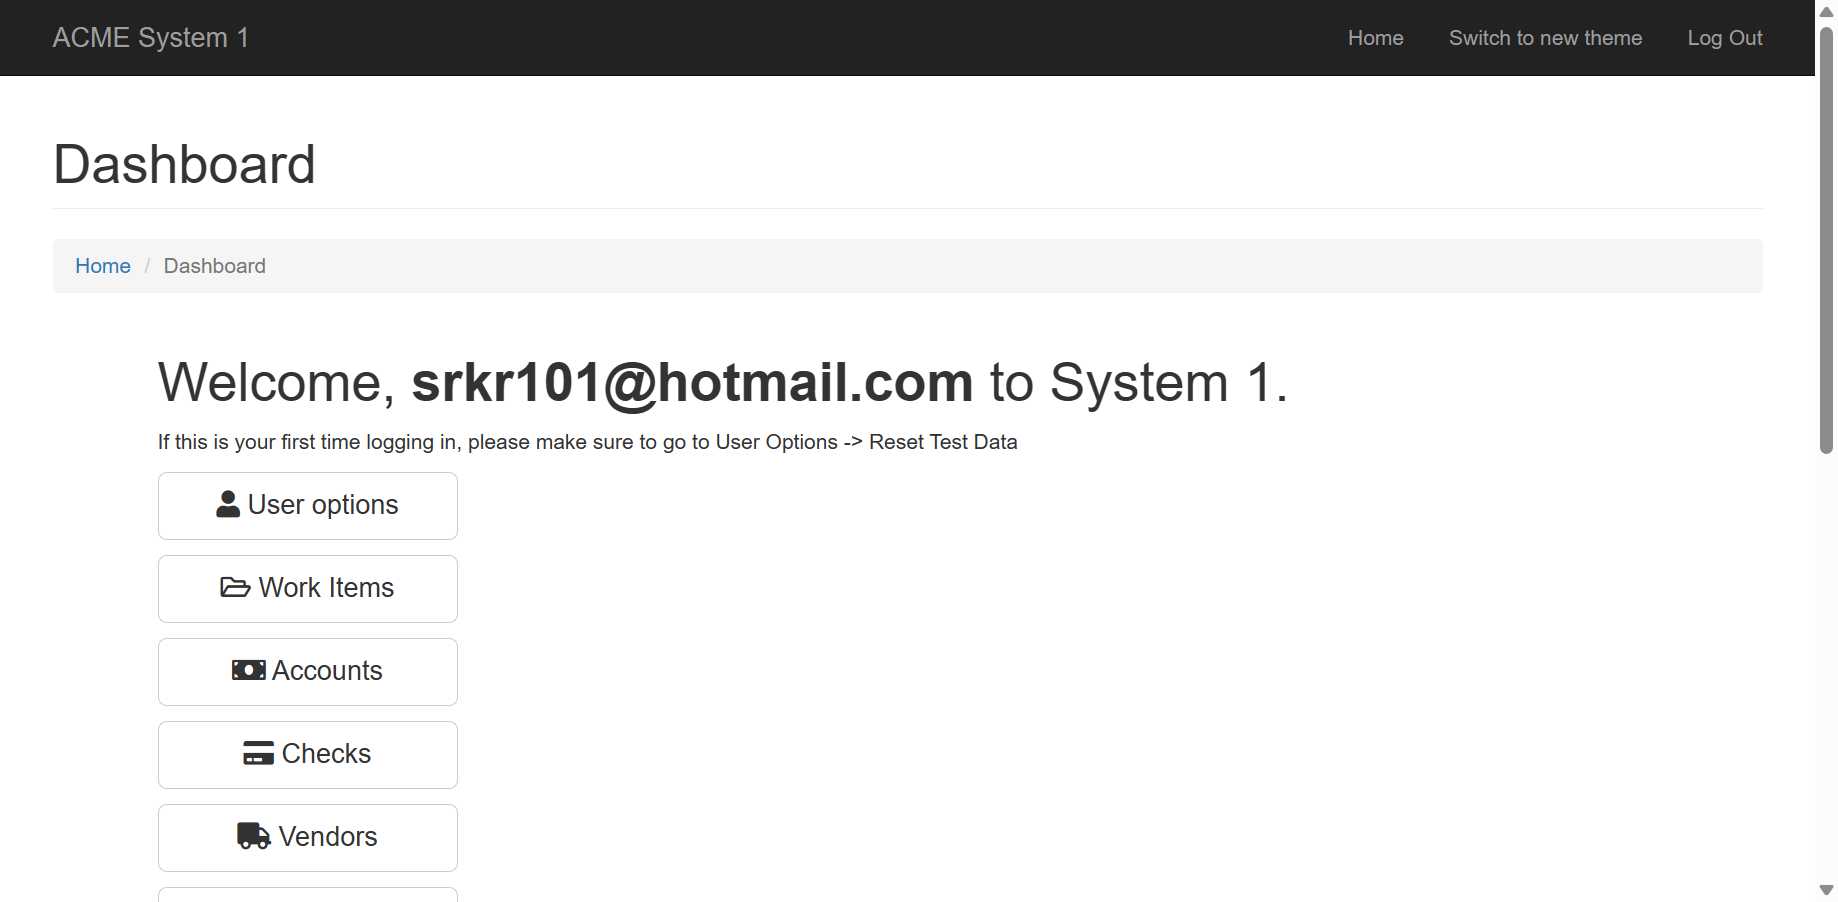 ACME System 1
Home
Switch to new theme
Log Out
Dashboard
Home / Dashboard
Welcome, srkr101@hotmail.com to System 1.
If this is your first time logging in, please make sure to go to User Options -> Reset Test Data
User options
Work Items
Accounts
Checks
Vendors